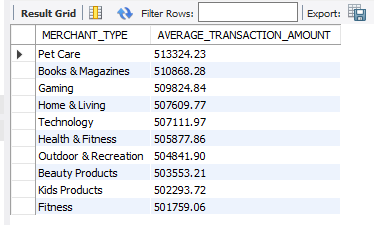 Result Grid Filter Rows: Export:
MERCHANT_TYPE AVERAGE_TRANSACTION_AMOUNT
Pet Care 513324.23
Books & Magazines 510868.28
Gaming 509824.84
Home & Living 507609.77
Technology 507111.97
Health & Fitness 505877.86
Outdoor & Recreation 504841.90
Beauty Products 503553.21
Kids Products 502293.72
Fitness 501759.06